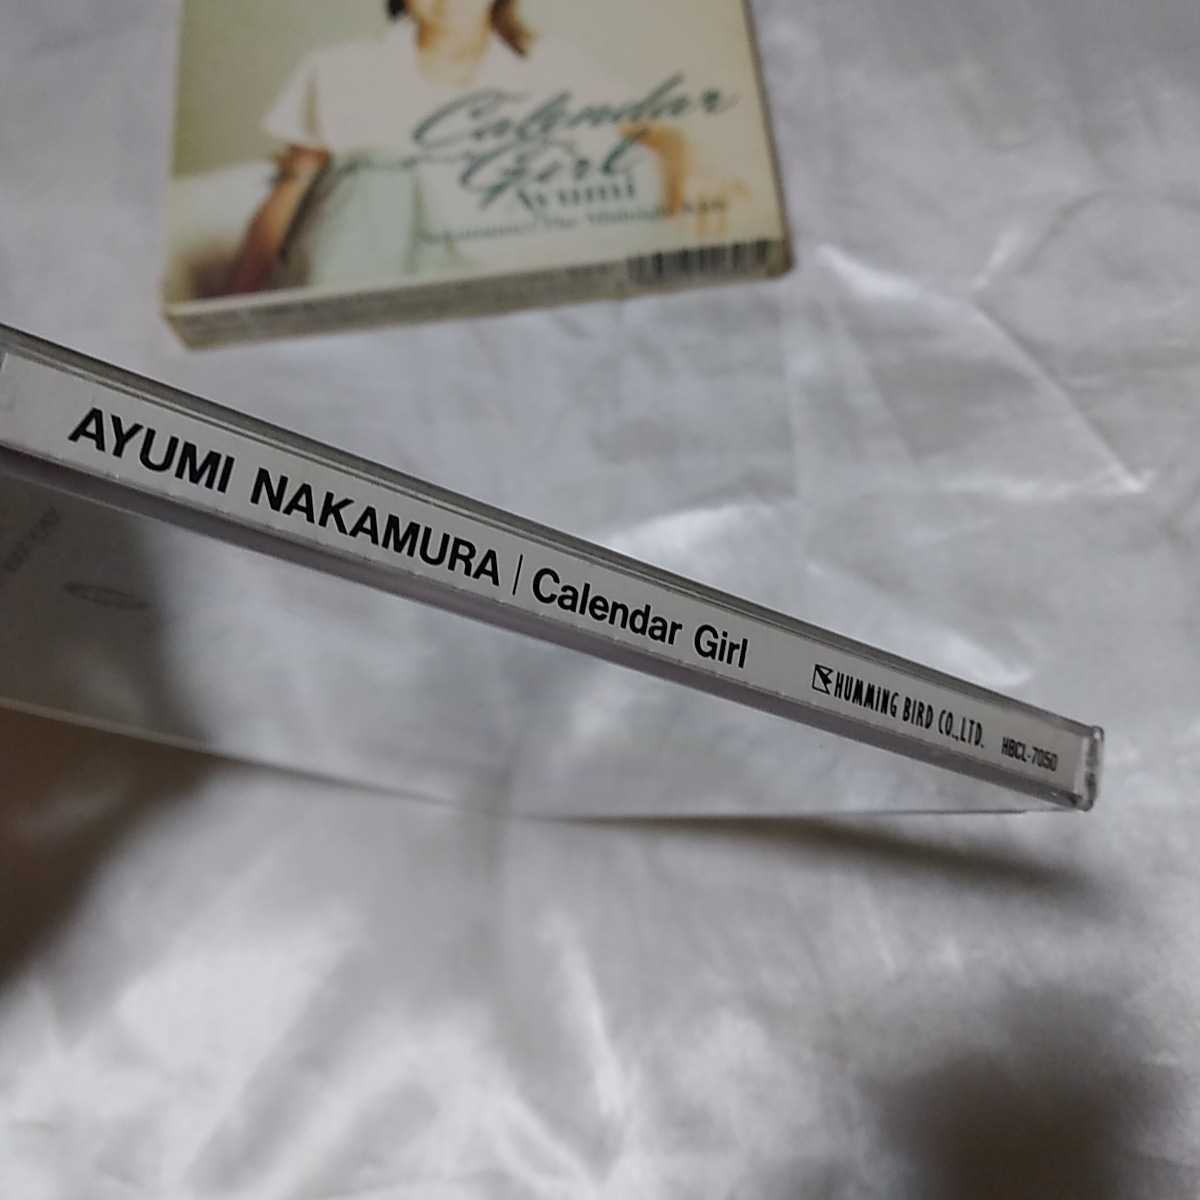 Calendar
Girl
Ayumi
AYUMI NAKAMURA | Calendar Girl HUMMING BIRD CO.,LTD. HBCL-7050